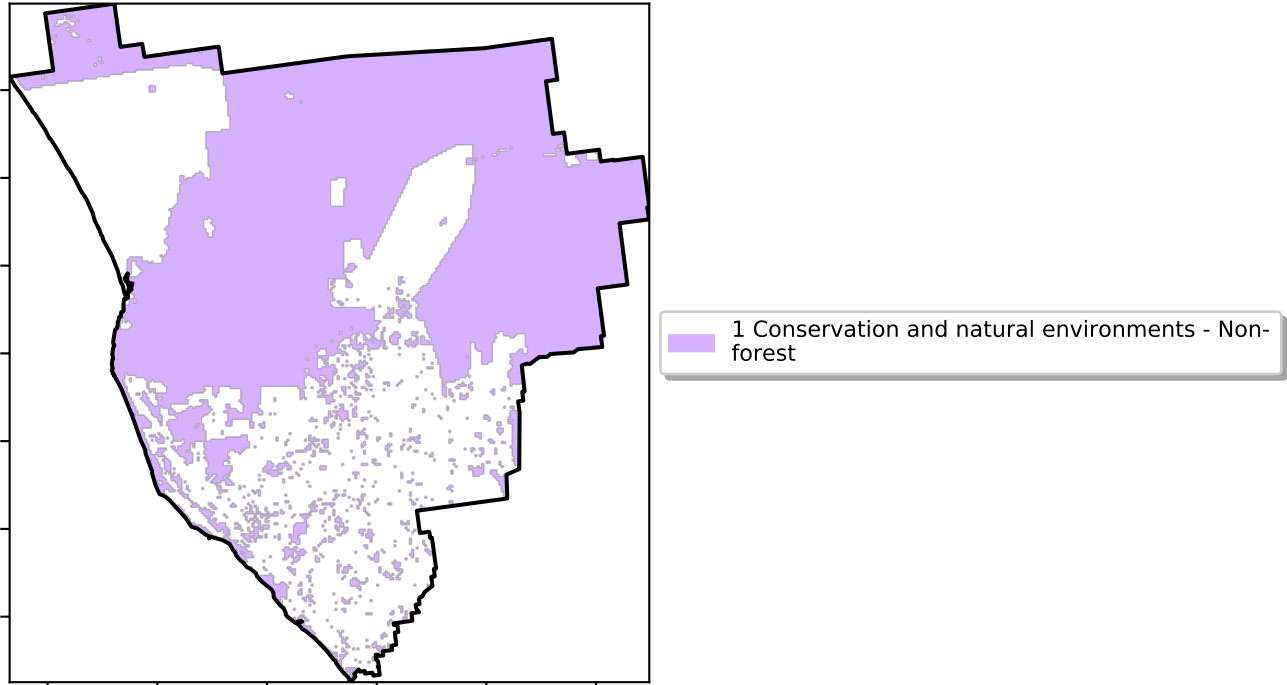 1 Conservation and natural environments - Non-
forest